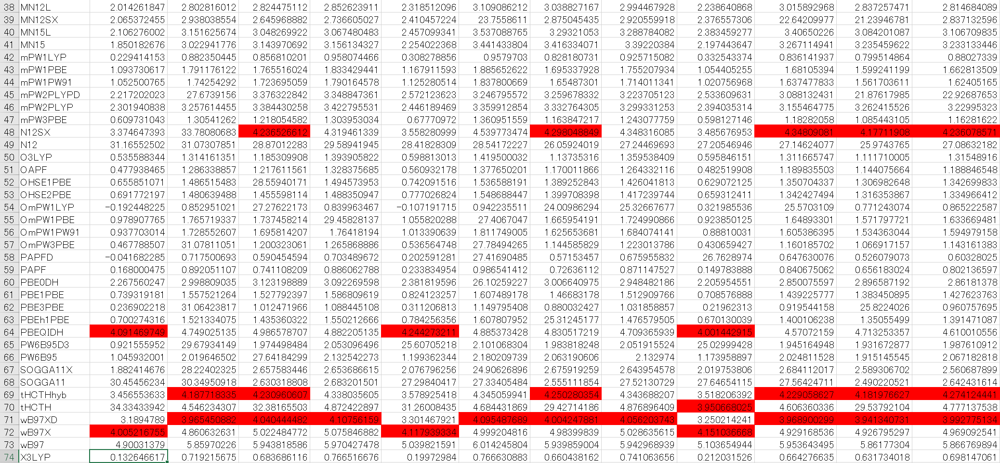 38 MN12L 2.014261847 2.802816012 2.824475112 2.852623911 2.318512096 3.109086212 3.038827167 2.994467928 2.238640868 3.015892968 2.837257471 2.814684089
39 MN12SX 2.065372455 2.938038554 2.645968882 2.736605027 2.410457224 23.7558611 2.875045435 2.920559918 2.376557306 22.64209977 21.23946781 2.837132596
40 MN15L 2.106276002 3.151625674 3.048269922 3.067480483 2.457099341 3.537088765 3.29321053 3.288784082 2.383459277 3.40650226 3.084201087 3.106709835
41 MN15 1.850182676 3.022941776 3.143970692 3.156134327 2.254022368 3.441433804 3.416334071 3.39220384 2.197443647 3.267114941 3.235459622 3.233133446
42 mPW1LYP 0.229414153 0.882350445 0.856810201 0.958074466 0.308278856 0.9579703 0.828180731 0.925715082 0.332543374 0.836141937 0.799514864 0.88027339
43 mPW1PBE 1.093730617 1.791176122 1.765516024 1.833429441 1.167911593 1.885652622 1.695337928 1.755207934 1.054405255 1.68105394 1.599241199 1.662813509
44 mPW1PW91 1.052500765 1.74254292 1.723695059 1.790164578 1.125280514 1.837800669 1.65487301 1.714011341 1.020756968 1.637477833 1.561703611 1.62405165
45 mPW2PLYPD 2.217202023 27.6739156 3.376322842 3.348847361 2.572123623 3.246795572 3.259678332 3.223705123 2.533609631 3.088132431 21.87617985 22.92687653
46 mPW2PLYP 2.301940838 3.257614455 3.384430258 3.422795531 2.446189469 3.359912854 3.332764305 3.299331253 2.394035314 3.155464775 3.262415526 3.22995323
47 mPW3PBE 0.609731043 1.30541262 1.218054582 1.303953034 0.67770972 1.360951559 1.163847217 1.243077759 0.598127146 1.18282058 1.085443105 1.16281622
48 N12SX 3.374647393 33.78080683 4.236526612 4.319461339 3.558280999 4.539773474 4.298048849 4.348316085 3.485676953 4.34809081 4.17711908 4.236078571
49 N12 31.16552502 31.07307851 28.87012283 29.58941945 28.41828309 28.54172227 26.05924019 27.24469693 27.20546946 27.14624077 25.9743765 27.08632182
50 O3LYP 0.535588344 1.314161351 1.185309908 1.393905822 0.598813013 1.419500032 1.13735316 1.359538409 0.595846151 1.311665747 1.111710005 1.31548916
51 OAPF 0.477938465 1.286338857 1.217611561 1.328375685 0.560932178 1.377650201 1.170011866 1.264332116 0.482519908 1.189835503 1.144075664 1.188846548
52 OHSE1PBE 0.655851071 1.486515483 28.55940171 1.494573953 0.742091516 1.536588191 1.389252843 1.426041813 0.629072125 1.350704337 1.306982648 1.342699833
53 OHSE2PBE 0.691772197 1.480639488 1.455598114 1.488350947 0.777026824 1.548688447 1.399708398 1.417239744 0.659312411 1.342427494 1.316353867 1.334966412
54 OmPW1LYP -0.192448225 0.852951021 27.27622173 0.839963467 -0.107191715 0.942235511 24.00986294 25.32667677 0.321985536 25.5703109 0.771243074 0.865222587
55 OmPW1PBE 0.978907765 1.765719337 1.737458214 29.45828137 1.055820288 27.4067047 1.665954191 1.724990866 0.923850125 1.64893301 1.571797721 1.633669481
56 OmPW1PW91 0.937703014 1.728552607 1.695814207 1.76418194 1.013390639 1.811749005 1.625653681 1.684074141 0.88810031 1.605386395 1.534363044 1.594979158
57 OmPW3PBE 0.467788507 31.07811051 1.200323061 1.265868886 0.536564748 27.78494265 1.144585829 1.223013786 0.430659427 1.160185702 1.066917157 1.143161383
58 PAPFD -0.041682285 0.717500693 0.590454594 0.703489672 0.202591281 27.41690485 0.57153457 0.675955832 26.7628974 0.647630076 0.526079073 0.60328025
59 PAPF 0.168000475 0.892051107 0.741108209 0.886062788 0.233834954 0.986541412 0.72636112 0.871147527 0.149783888 0.840675062 0.656183024 0.802136597
60 PBE0DH 2.267560247 2.998809035 3.123198889 3.092269598 2.381819596 26.10259227 3.006640975 2.948482186 2.205954551 2.850075597 2.896587192 2.86181378
61 PBE1PBE 0.739319181 1.557521264 1.527792397 1.586809619 0.824123257 1.607489178 1.46683178 1.512909766 0.708576888 1.439225777 1.383450895 1.427623763
62 PBE3PBE 0.236902218 31.06423817 1.012471966 1.088445108 0.311206813 1.149795408 0.880032427 1.031858857 0.21962313 0.919544158 25.8224026 0.960757695
63 PBEh1PBE 0.700274316 1.521334075 1.435360322 1.550212666 0.784256356 1.607807952 25.31245177 1.476579505 0.670130039 1.400106238 1.35055499 1.391471087
64 PBEQIDH 4.091469749 4.749025135 4.986578707 4.882205135 4.244273211 4.885373428 4.830517219 4.709365939 4.001442915 4.57072159 4.713253357 4.610010556
65 PW6B95D3 0.921555952 29.67934149 1.974498484 2.053096496 25.60705218 2.101068304 1.983818248 2.051915524 25.02999428 1.945164948 1.931672877 1.987610912
66 PW6B95 1.045932001 2.019646502 27.64184299 2.132542273 1.199362344 2.180209739 2.063190606 2.132974 1.173958897 2.024811528 1.915145545 2.067182818
67 SOGGA11X 1.882414676 28.22402325 2.657583446 2.653686615 2.076796256 24.90626896 2.675919259 2.643954578 2.019753806 2.684112017 2.589306702 2.560687899
68 SOGGA11 30.45456234 30.34950918 2.630318808 2.683201501 27.29840417 27.33405484 2.555111854 27.52130729 27.64654115 27.56424711 2.490220521 2.642431614
69 tHCTHhyb 3.456553633 4.187718335 4.230960607 4.338035605 3.578925418 4.345059941 4.250280354 4.343688207 3.518206392 4.229058627 4.181976627 4.274124441
70 tHCTH 34.33433942 4.546234307 32.38165503 4.872422897 31.26008435 4.684431869 29.42714186 4.876896409 3.950668025 4.606360336 29.53792104 4.777137538
71 wB97XD 3.1894789 3.965450882 4.040444482 4.10756159 3.301467921 4.095487689 4.004247881 4.056203743 3.250214241 3.968900299 3.941340731 3.992775134
72 wB97X 4.005216755 4.860632631 5.022484772 5.075846882 4.117939334 4.999204816 4.98399839 5.028635615 4.151036668 4.929168536 4.926795297 4.969092541
73 wB97 4.90031379 5.85970226 5.943818586 5.970427478 5.039821591 6.014245804 5.939859004 5.942968939 5.103654944 5.953643495 5.86177304 5.866769894
74 X3LYP 0.132646617 0.719215675 0.683686116 0.766516676 0.19972984 0.766630883 0.660438162 0.741063656 0.212031526 0.664276635 0.631734018 0.698147061